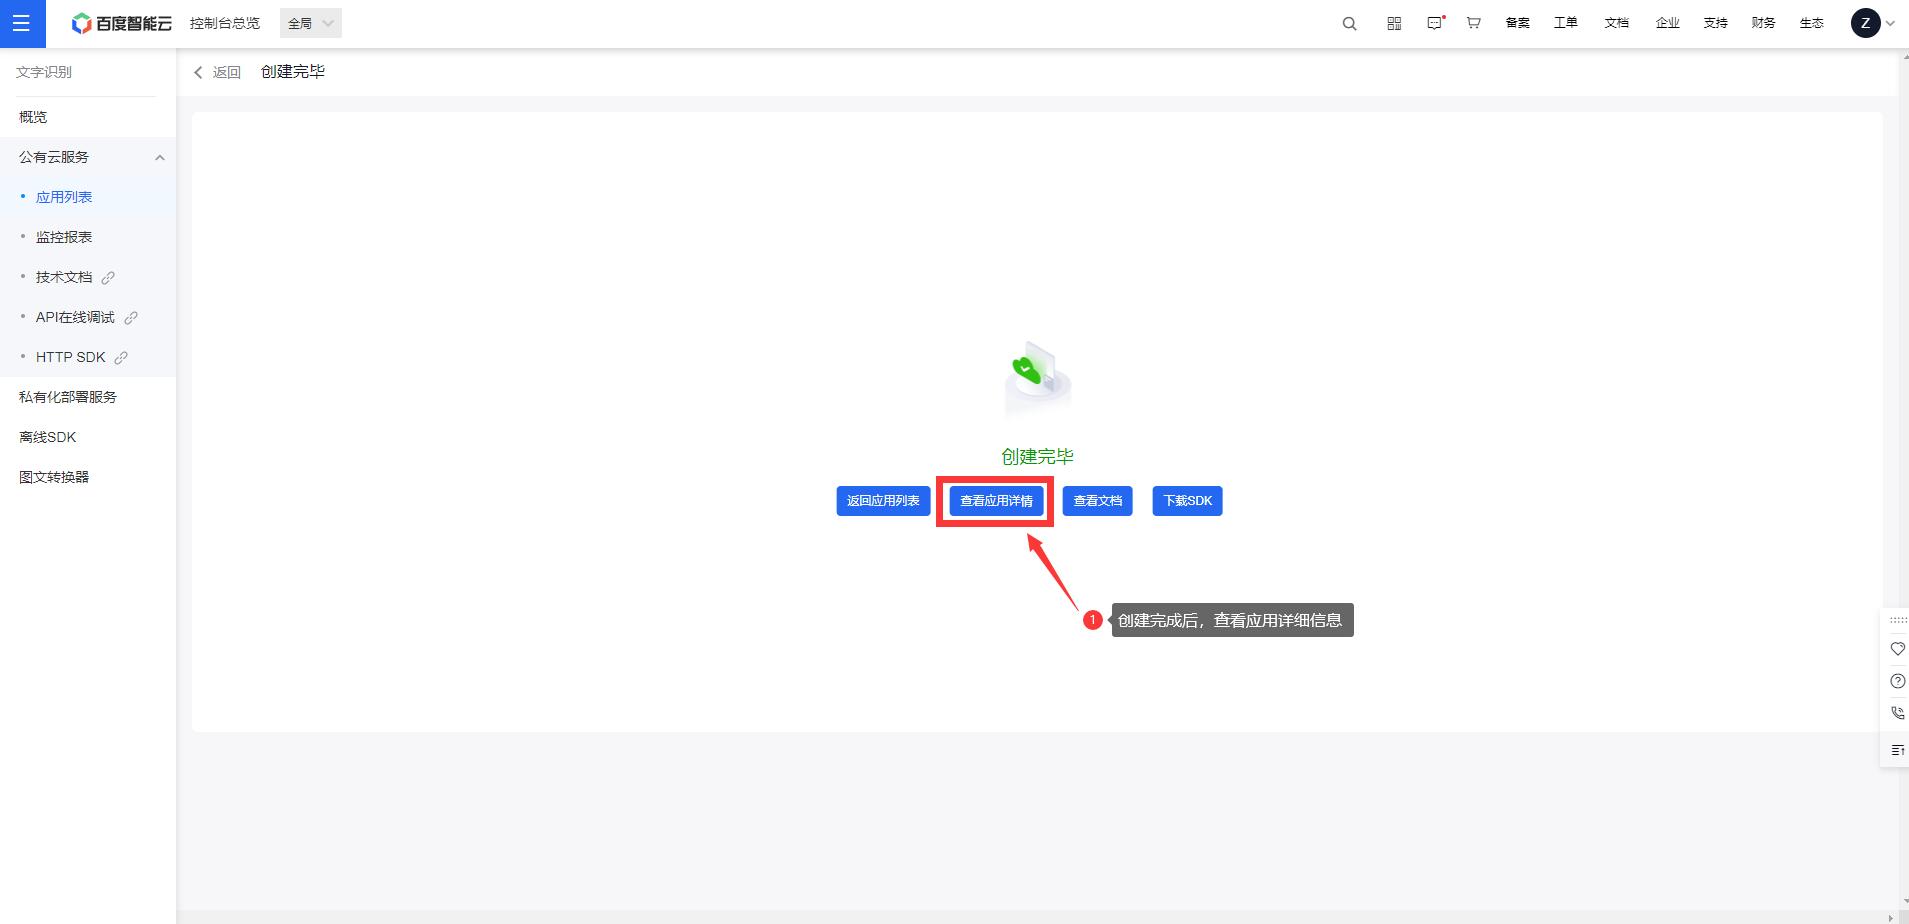 百度智能云
控制台总览
全局
备案
工单
文档
企业
支持
财务
生态
Z
文字识别
返回
创建完毕
概览
公有云服务
应用列表
监控报表
技术文档
API在线调试
HTTP SDK
私有化部署服务
离线SDK
图文转换器
创建完毕
返回应用列表
查看应用详情
查看文档
下载SDK
1
创建完成后，查看应用详细信息